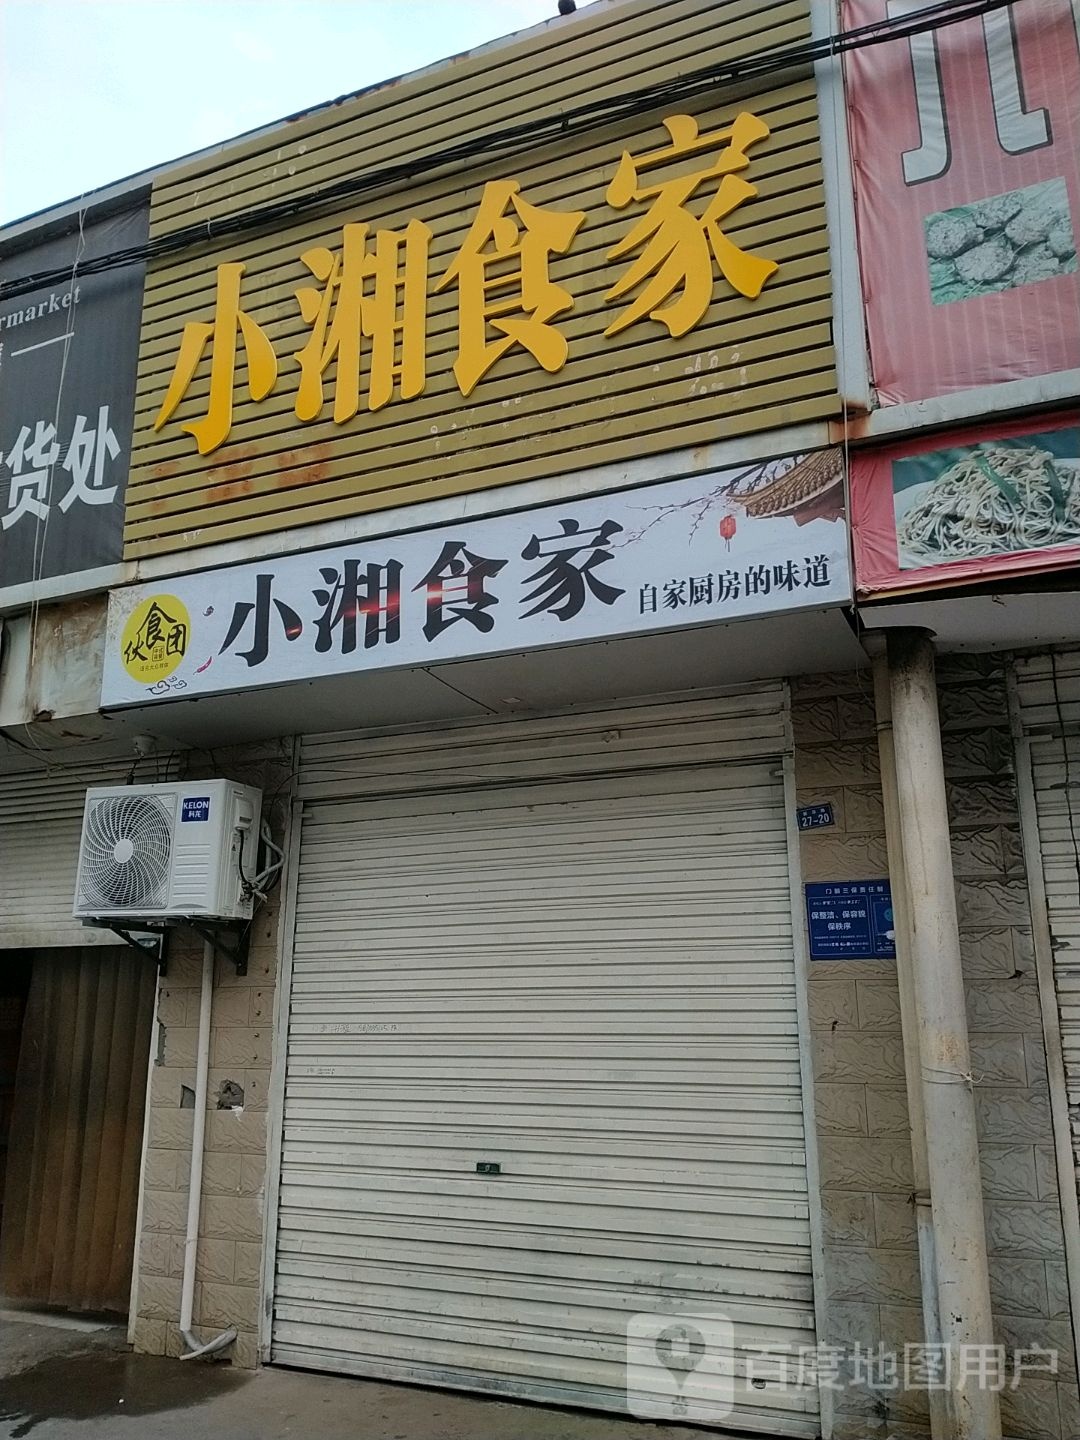 小湘食家
rmarket
货处
小湘食家
自家厨房的味道
伙食团
KELON
科龙
27-20
门前三保责任制
保整洁、保容貌
保秩序
百度地图用户